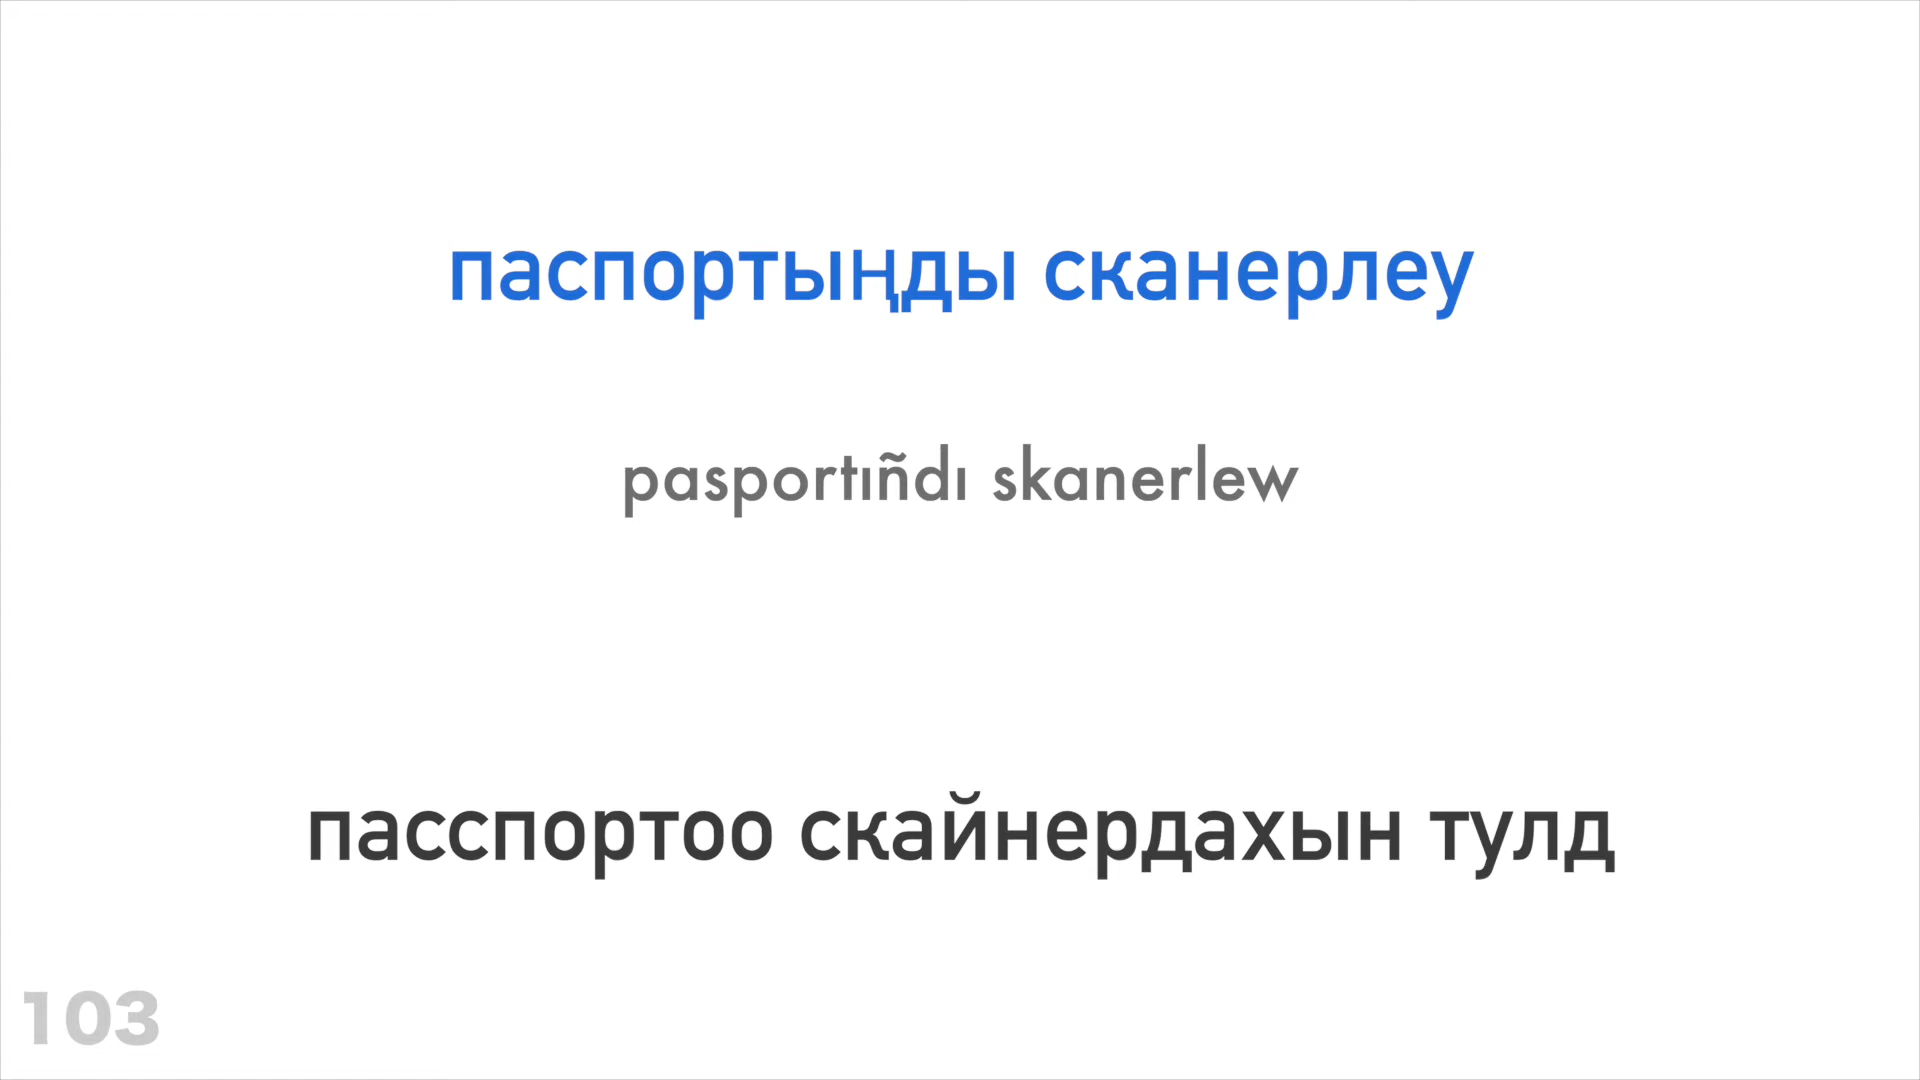 паспортыңды сканерлеу
pasportıñdı skanerlew
пасспортоо скайнердахын тулд
103